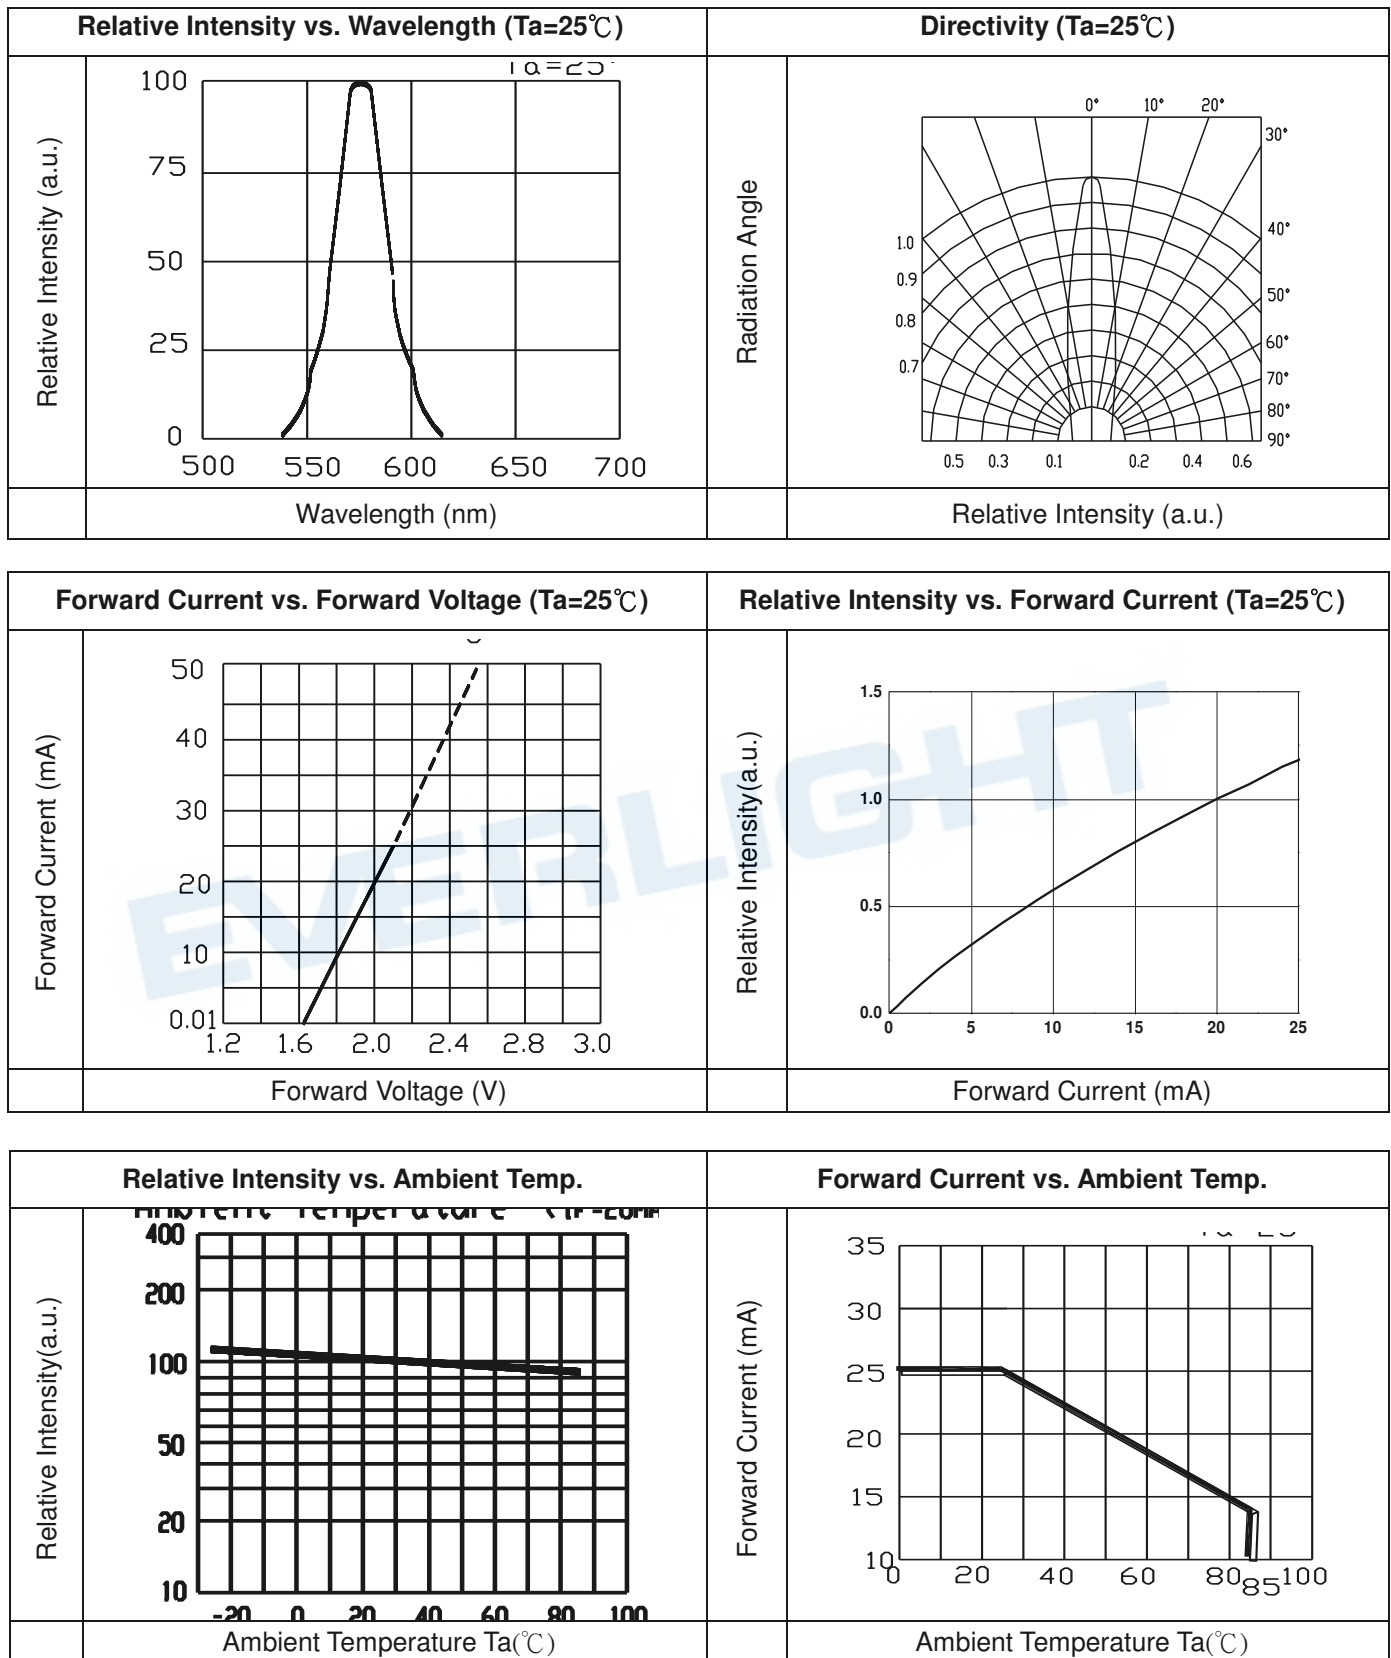 Relative Intensity vs. Wavelength (Ta=25℃)
Directivity (Ta=25℃)
Relative Intensity (a.u.)
Ta=25°
100
75
50
25
0
500 550 600 650 700
Wavelength (nm)
Radiation Angle
0° 10° 20°
30°
40°
50°
60°
70°
80°
90°
1.0
0.9
0.8
0.7
0.5 0.3 0.1 0.2 0.4 0.6
Relative Intensity (a.u.)
Forward Current vs. Forward Voltage (Ta=25℃)
Relative Intensity vs. Forward Current (Ta=25℃)
Forward Current (mA)
50
40
30
20
10
0.01
1.2 1.6 2.0 2.4 2.8 3.0
Forward Voltage (V)
Relative Intensity(a.u.)
1.5
1.0
0.5
0.0
0 5 10 15 20 25
Forward Current (mA)
EVERLIGHT
Relative Intensity vs. Ambient Temp.
Forward Current vs. Ambient Temp.
Relative Intensity(a.u.)
Ambient Temperature
400
200
100
50
20
10
-20 0 20 40 60 80 100
Ambient Temperature Ta(℃)
Forward Current (mA)
35
30
25
20
15
10
0 20 40 60 80 85 100
Ambient Temperature Ta(℃)